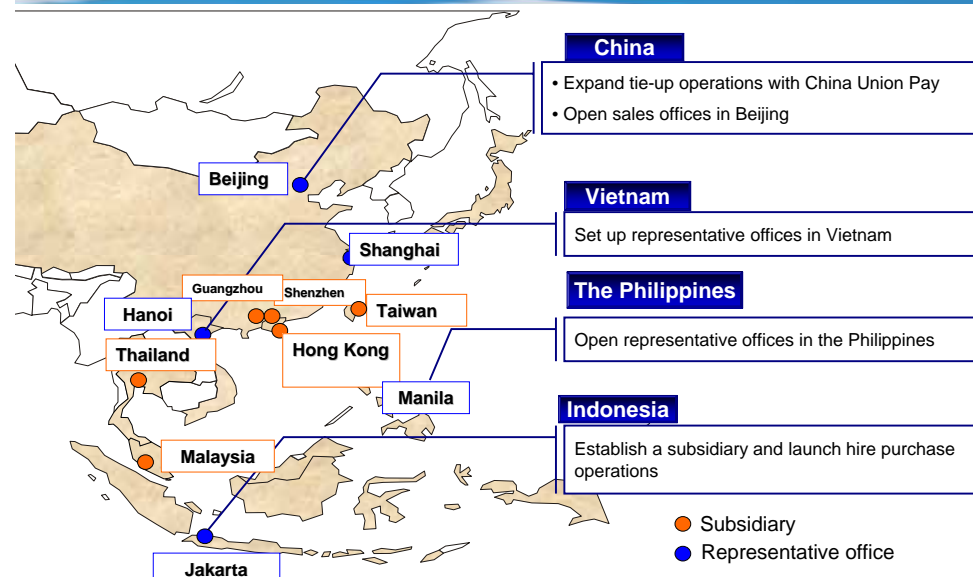 China
• Expand tie-up operations with China Union Pay
• Open sales offices in Beijing
Beijing
Vietnam
Set up representative offices in Vietnam
Shanghai
Guangzhou
Shenzhen
The Philippines
Hanoi
Taiwan
Open representative offices in the Philippines
Thailand
Hong Kong
Manila
Indonesia
Establish a subsidiary and launch hire purchase
operations
Malaysia
Subsidiary
Representative office
Jakarta